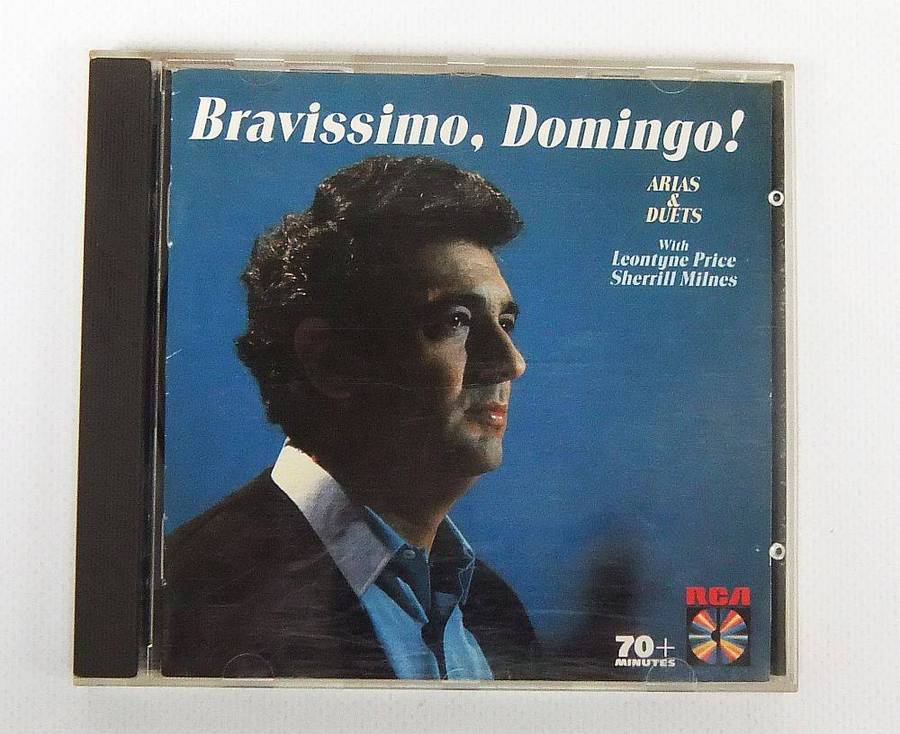 Bravissimo, Domingo!
ARIAS
&
DUETS
With
Leontyne Price
Sherrill Milnes
RCA
70+
MINUTES